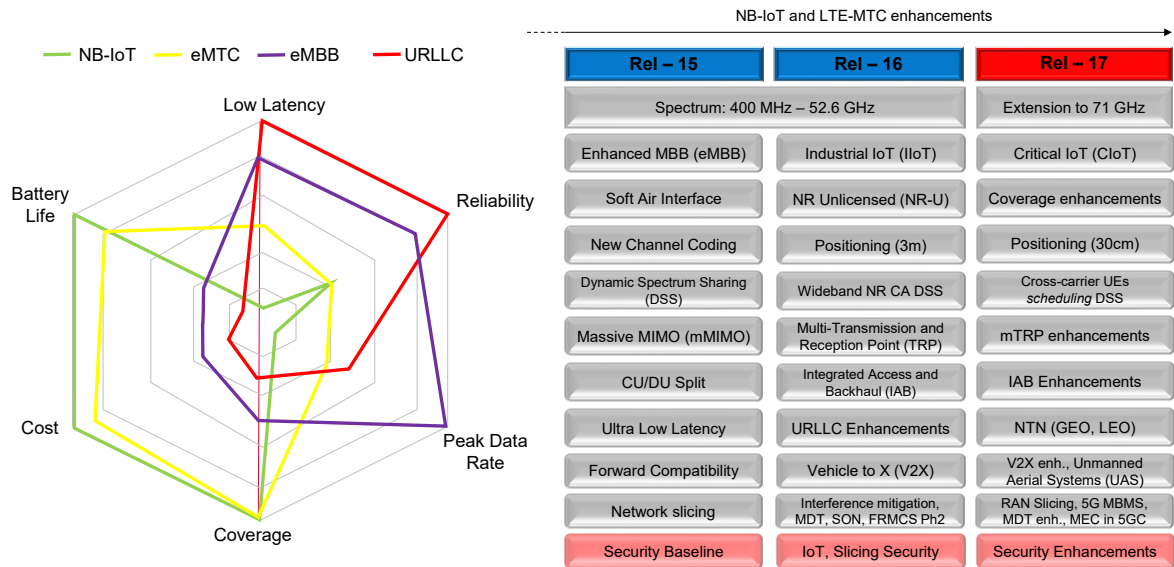 NB-IoT and LTE-MTC enhancements
NB-IoT
eMTC
eMBB
URLLC
Low Latency
Reliability
Peak Data
Rate
Coverage
Cost
Battery
Life
Rel – 15
Rel – 16
Rel – 17
Spectrum: 400 MHz – 52.6 GHz
Extension to 71 GHz
Enhanced MBB (eMBB)
Industrial IoT (IIoT)
Critical IoT (CIoT)
Soft Air Interface
NR Unlicensed (NR-U)
Coverage enhancements
New Channel Coding
Positioning (3m)
Positioning (30cm)
Dynamic Spectrum Sharing
(DSS)
Wideband NR CA DSS
Cross-carrier UEs
scheduling DSS
Massive MIMO (mMIMO)
Multi-Transmission and
Reception Point (TRP)
mTRP enhancements
CU/DU Split
Integrated Access and
Backhaul (IAB)
IAB Enhancements
Ultra Low Latency
URLLC Enhancements
NTN (GEO, LEO)
Forward Compatibility
Vehicle to X (V2X)
V2X enh., Unmanned
Aerial Systems (UAS)
Network slicing
Interference mitigation,
MDT, SON, FRMCS Ph2
RAN Slicing, 5G MBMS,
MDT enh., MEC in 5GC
Security Baseline
IoT, Slicing Security
Security Enhancements